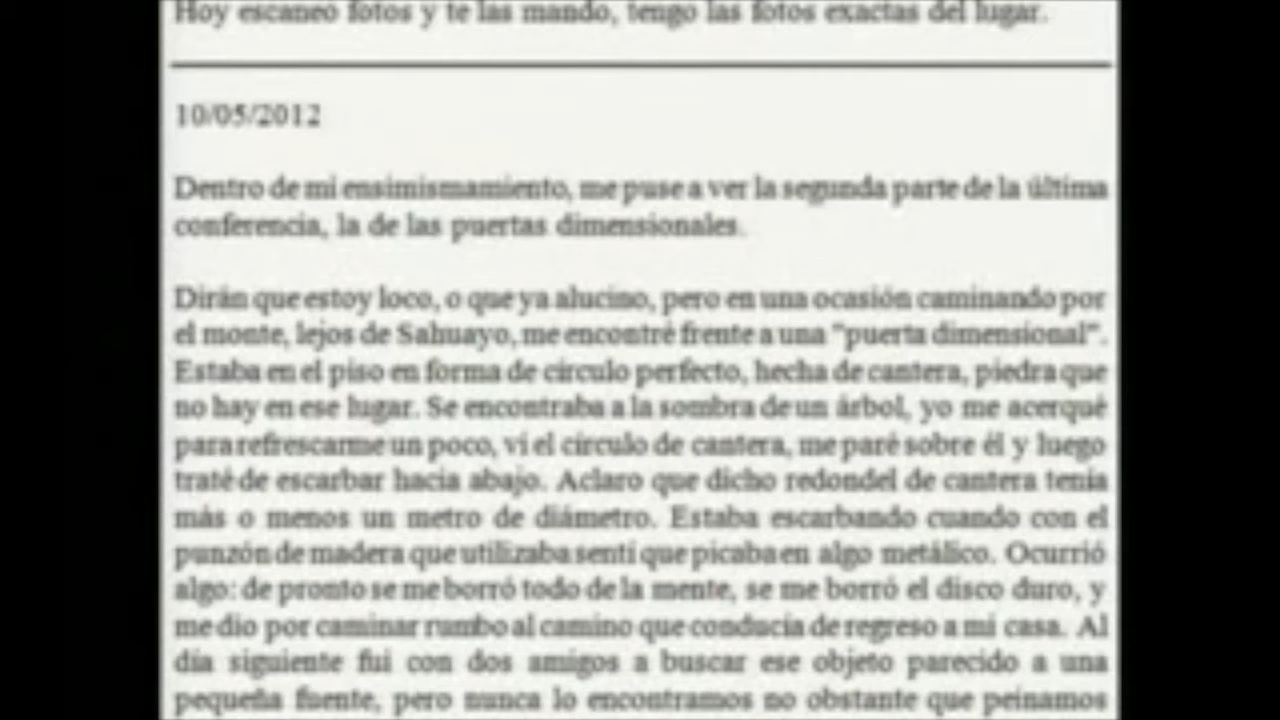 Hoy escaneo fotos y te las mando, tengo las fotos exactas del lugar.
10/05/2012
Dentro de mi ensimismamiento, me puse a ver la segunda parte de la última
conferencia, la de las puertas dimensionales.
Dirán que estoy loco, o que ya alucino, pero en una ocasión caminando por
el monte, lejos de Sahuayo, me encontré frente a una "puerta dimensional".
Estaba en el piso en forma de círculo perfecto, hecha de cantera, piedra que
no hay en ese lugar. Se encontraba a la sombra de un árbol, yo me acerqué
para refrescarme un poco, ví el círculo de cantera, me paré sobre él y luego
traté de escarbar hacia abajo. Aclaro que dicho redondel de cantera tenía
más o menos un metro de diámetro. Estaba escarbando cuando con el
punzón de madera que utilizaba sentí que picaba en algo metálico. Ocurrió
algo: de pronto se me borró todo de la mente, se me borró el disco duro, y
me dio por caminar rumbo al camino que conducía de regreso a mi casa. Al
día siguiente fui con dos amigos a buscar ese objeto parecido a una
pequeña fuente, pero nunca lo encontramos no obstante que peinamos